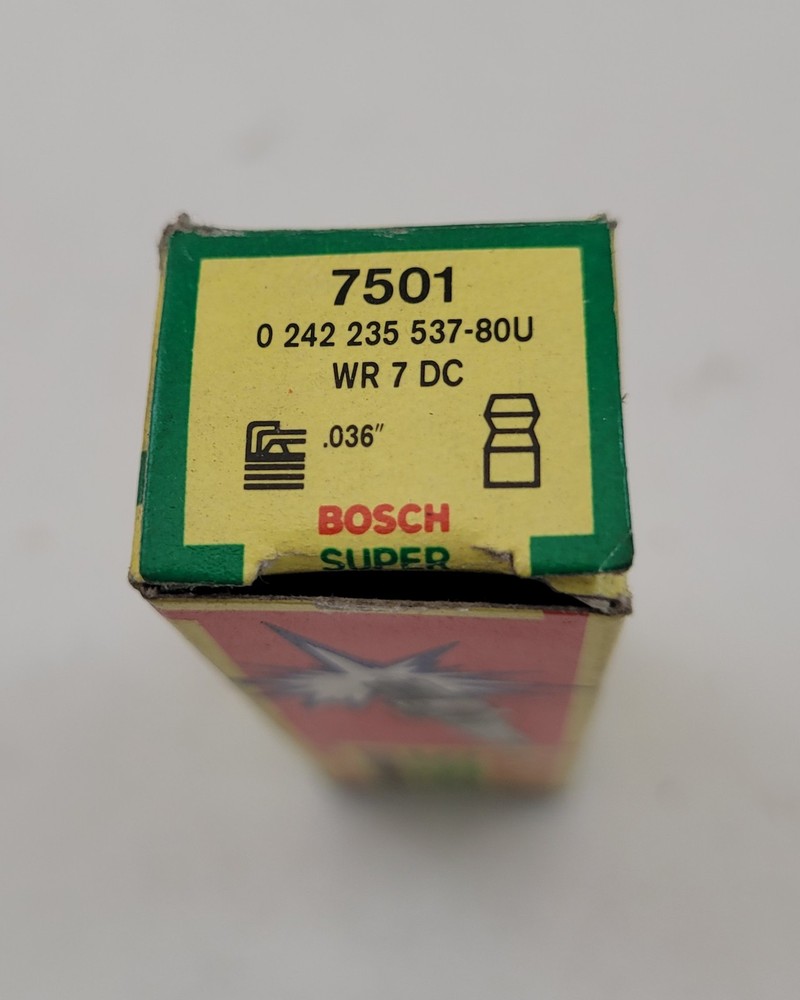 7501
0 242 235 537-80U
WR 7 DC
.036"
BOSCH
SUPER